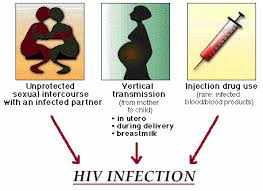 Unprotected
sexual intercourse
with an infected partner
Vertical
transmission
(from mother
to child)
• in utero
• during delivery
• breastmilk
Injection drug use
(rare: infected
blood/blood products)
HIV INFECTION